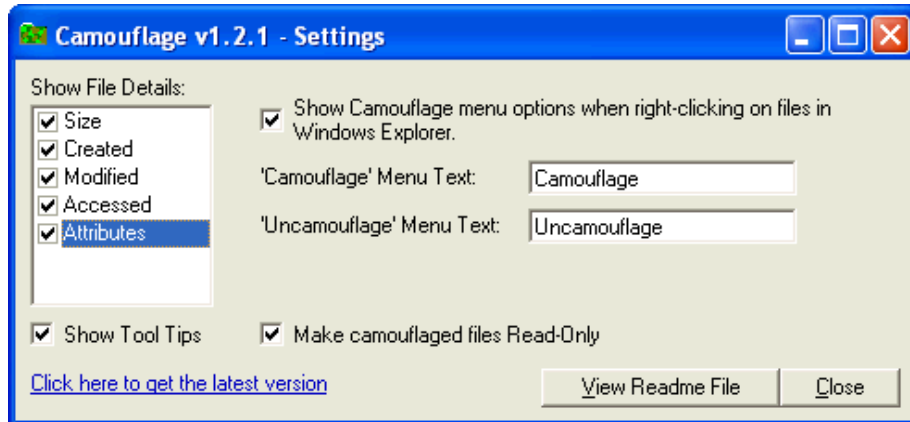 Camouflage v1.2.1 - Settings
Show File Details:
Size
Created
Modified
Accessed
Attributes
Show Camouflage menu options when right-clicking on files in
Windows Explorer.
'Camouflage' Menu Text:
Camouflage
'Uncamouflage' Menu Text:
Uncamouflage
Show Tool Tips
Make camouflaged files Read-Only
Click here to get the latest version
View Readme File
Close